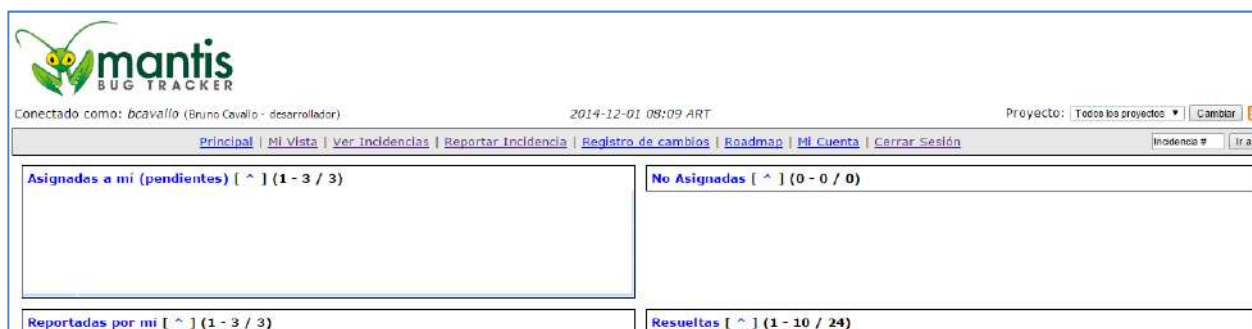 mantis
BUG TRACKER
Conectado como: bcavallo (Bruno Cavallo - desarrollador)
2014-12-01 08:09 ART
Proyecto: Todos los proyectos Cambiar
Principal | Mi Vista | Ver Incidencias | Reportar Incidencia | Registro de cambios | Roadmap | Mi Cuenta | Cerrar Sesión
Incidencia # Ir a
Asignadas a mí (pendientes) [ ^ ] (1 - 3 / 3)
No Asignadas [ ^ ] (0 - 0 / 0)
Reportadas por mí [ ^ ] (1 - 3 / 3)
Resueltas [ ^ ] (1 - 10 / 24)